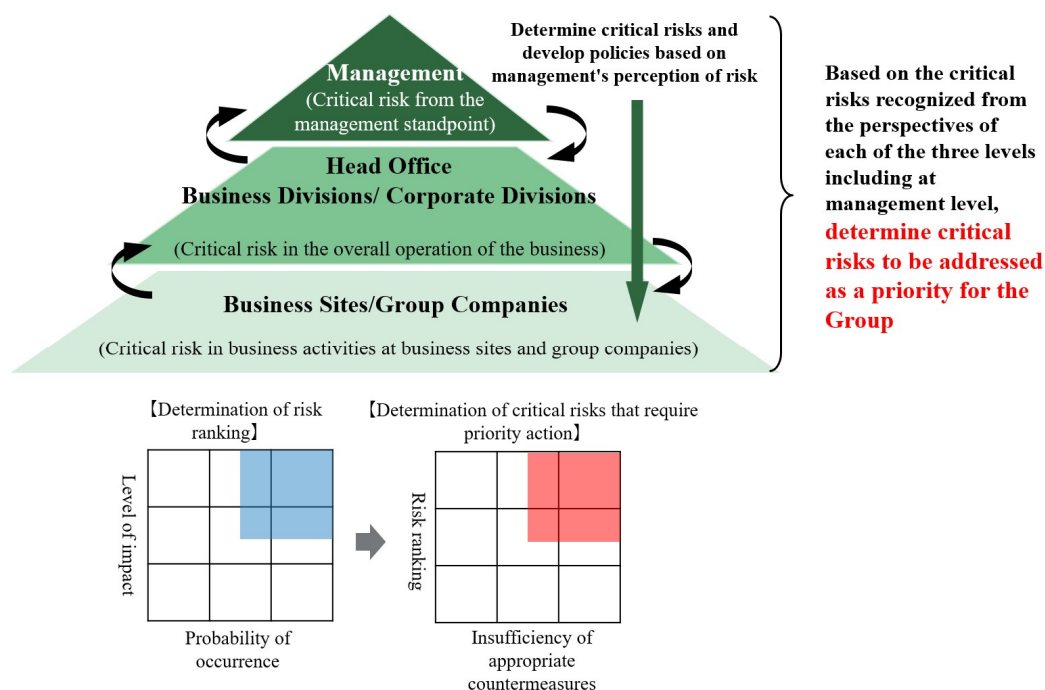 Management
(Critical risk from the
management standpoint)
Determine critical risks and
develop policies based on
management's perception of risk
Head Office
Business Divisions/ Corporate Divisions
(Critical risk in the overall operation of the business)
Business Sites/Group Companies
(Critical risk in business activities at business sites and group companies)
Based on the critical
risks recognized from
the perspectives of
each of the three levels
including at
management level,
determine critical
risks to be addressed
as a priority for the
Group
【Determination of risk
ranking】
Level of impact
Probability of
occurrence
【Determination of critical risks that require
priority action】
Risk ranking
Insufficiency of
appropriate
countermeasures